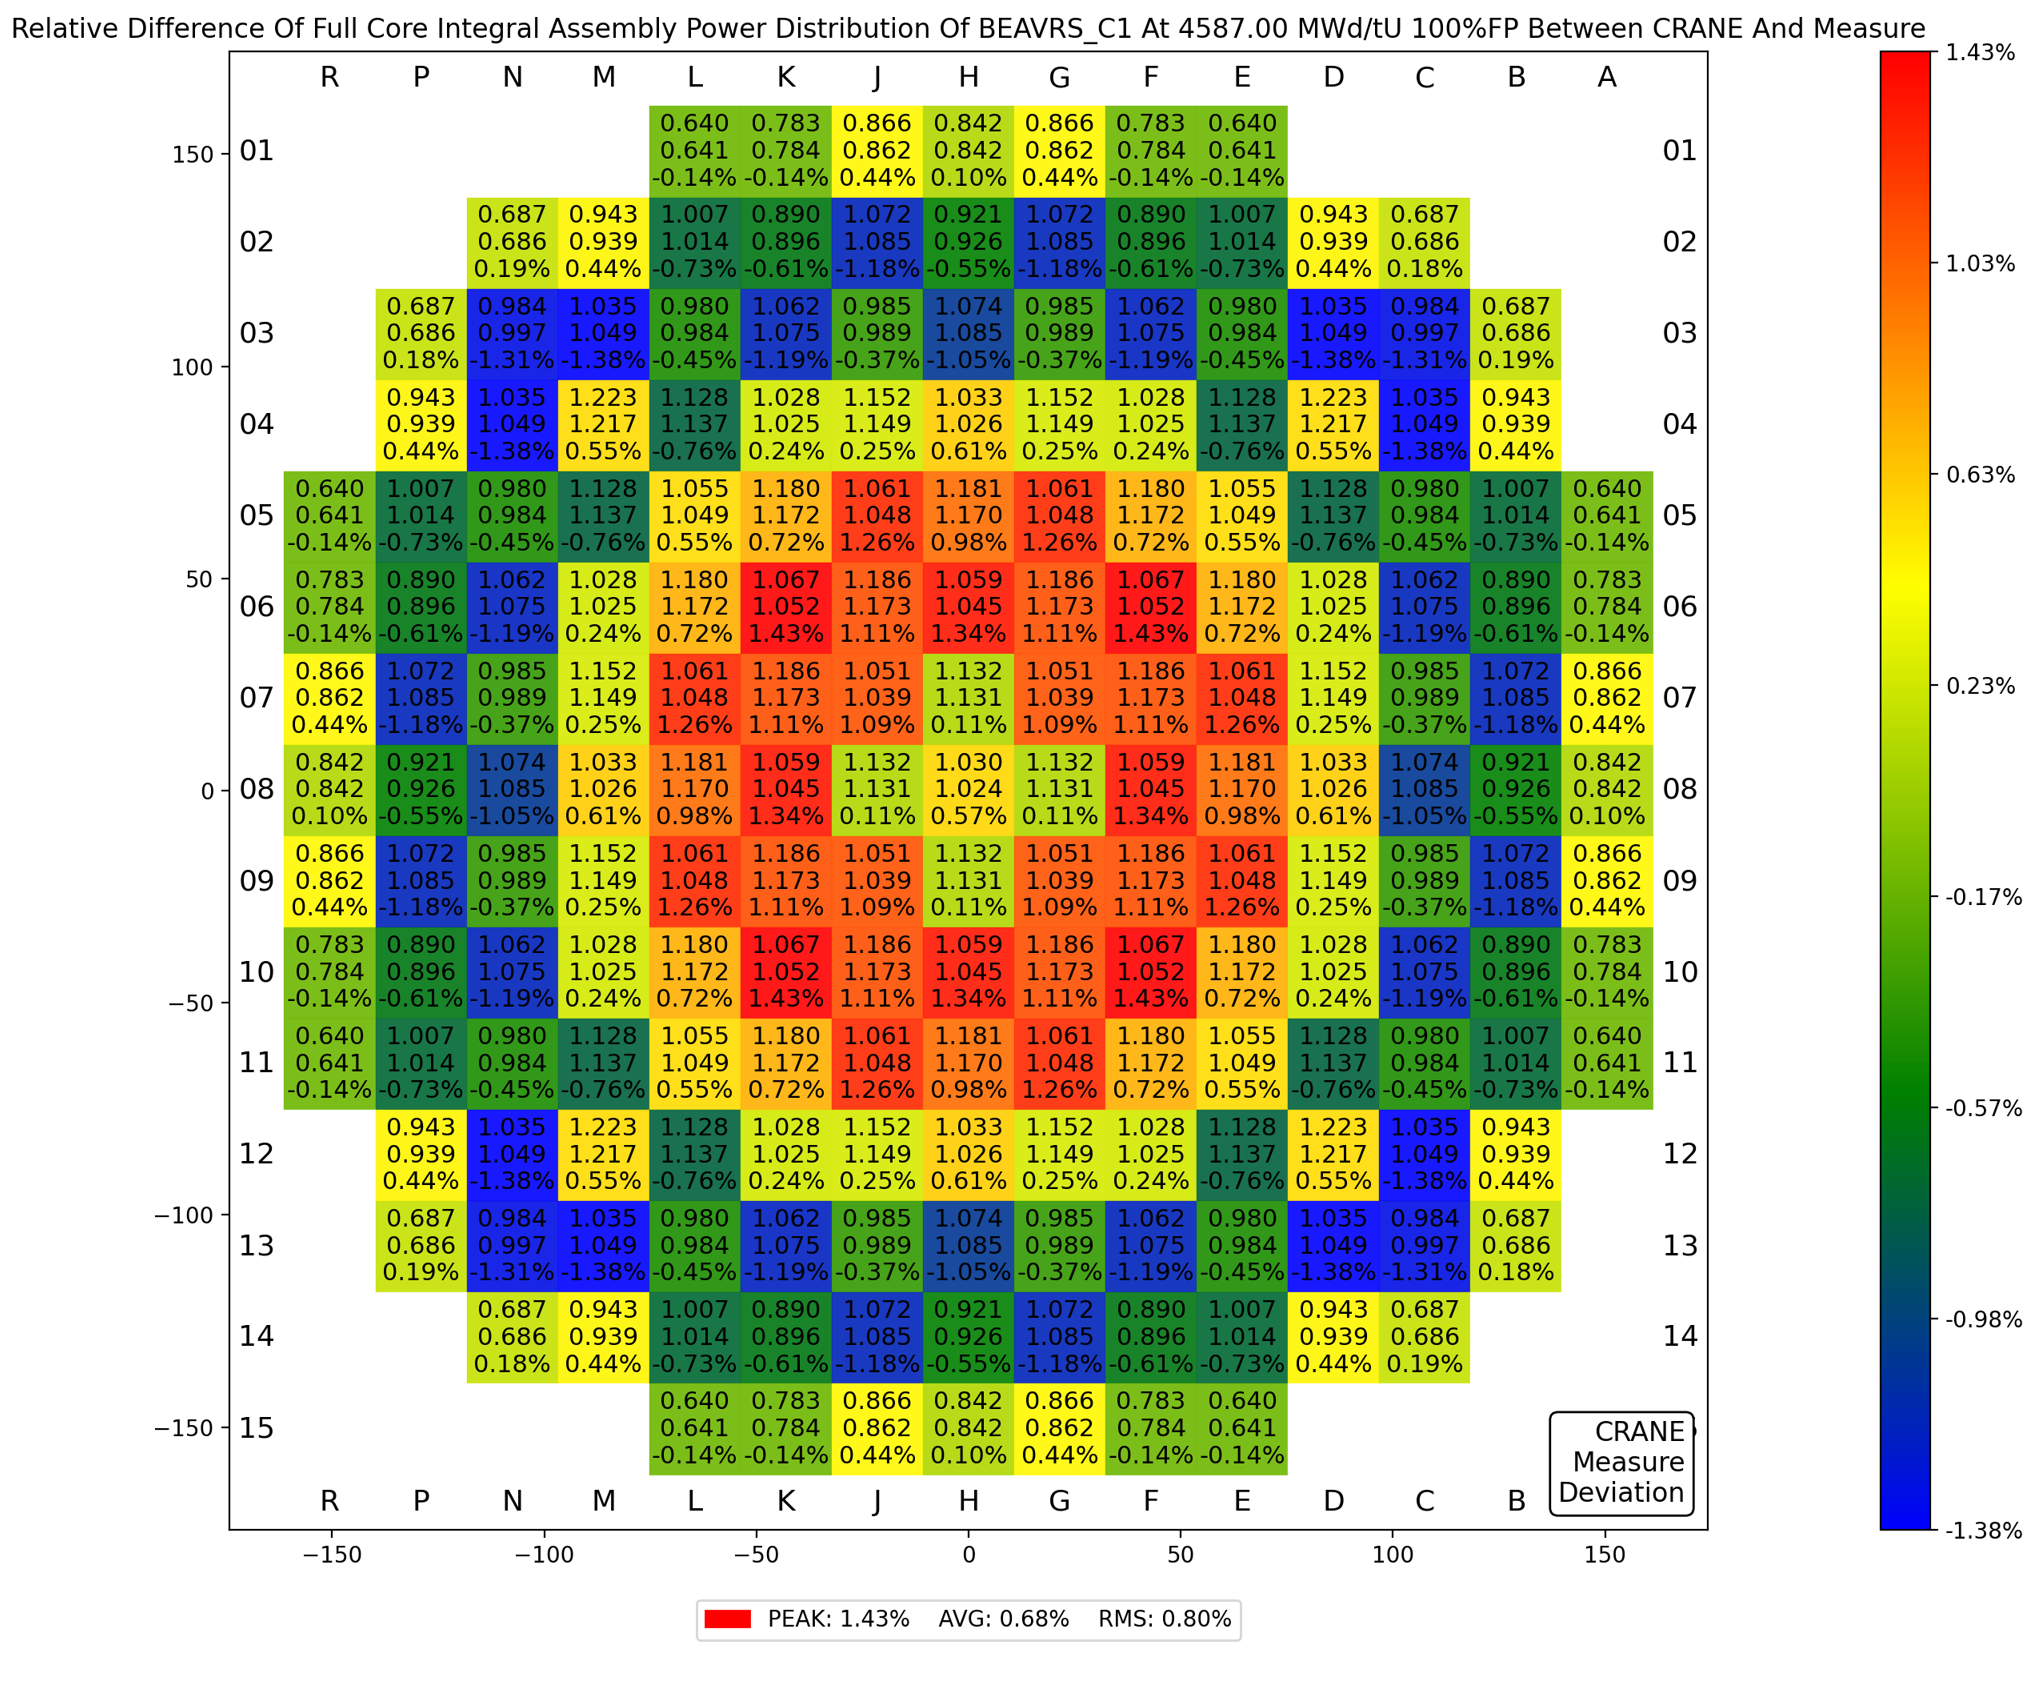 Relative Difference Of Full Core Integral Assembly Power Distribution Of BEAVRS_C1 At 4587.00 MWd/tU 100%FP Between CRANE And Measure
R P N M L K J H G F E D C B A
0.640 0.783 0.866 0.842 0.866 0.783 0.640
01 0.641 0.784 0.862 0.842 0.862 0.784 0.641 01
-0.14% -0.14% 0.44% 0.10% 0.44% -0.14% -0.14%
0.687 0.943 1.007 0.890 1.072 0.921 1.072 0.890 1.007 0.943 0.687
02 0.686 0.939 1.014 0.896 1.085 0.926 1.085 0.896 1.014 0.939 0.686 02
0.19% 0.44% -0.73% -0.61% -1.18% -0.55% -1.18% -0.61% -0.73% 0.44% 0.18%
0.687 0.984 1.035 0.980 1.062 0.985 1.074 0.985 1.062 0.980 1.035 0.984 0.687
03 0.686 0.997 1.049 0.984 1.075 0.989 1.085 0.989 1.075 0.984 1.049 0.997 0.686 03
0.18% -1.31% -1.38% -0.45% -1.19% -0.37% -1.05% -0.37% -1.19% -0.45% -1.38% -1.31% 0.19%
0.943 1.035 1.223 1.128 1.028 1.152 1.033 1.152 1.028 1.128 1.223 1.035 0.943
04 0.939 1.049 1.217 1.137 1.025 1.149 1.026 1.149 1.025 1.137 1.217 1.049 0.939 04
0.44% -1.38% 0.55% -0.76% 0.24% 0.25% 0.61% 0.25% 0.24% -0.76% 0.55% -1.38% 0.44%
0.640 1.007 0.980 1.128 1.055 1.180 1.061 1.181 1.061 1.180 1.055 1.128 0.980 1.007 0.640
05 0.641 1.014 0.984 1.137 1.049 1.172 1.048 1.170 1.048 1.172 1.049 1.137 0.984 1.014 0.641 05
-0.14% -0.73% -0.45% -0.76% 0.55% 0.72% 1.26% 0.98% 1.26% 0.72% 0.55% -0.76% -0.45% -0.73% -0.14%
0.783 0.890 1.062 1.028 1.180 1.067 1.186 1.059 1.186 1.067 1.180 1.028 1.062 0.890 0.783
06 0.784 0.896 1.075 1.025 1.172 1.052 1.173 1.045 1.173 1.052 1.172 1.025 1.075 0.896 0.784 06
-0.14% -0.61% -1.19% 0.24% 0.72% 1.43% 1.11% 1.34% 1.11% 1.43% 0.72% 0.24% -1.19% -0.61% -0.14%
0.866 1.072 0.985 1.152 1.061 1.186 1.051 1.132 1.051 1.186 1.061 1.152 0.985 1.072 0.866
07 0.862 1.085 0.989 1.149 1.048 1.173 1.039 1.131 1.039 1.173 1.048 1.149 0.989 1.085 0.862 07
0.44% -1.18% -0.37% 0.25% 1.26% 1.11% 1.09% 0.11% 1.09% 1.11% 1.26% 0.25% -0.37% -1.18% 0.44%
0.842 0.921 1.074 1.033 1.181 1.059 1.132 1.030 1.132 1.059 1.181 1.033 1.074 0.921 0.842
08 0.842 0.926 1.085 1.026 1.170 1.045 1.131 1.024 1.131 1.045 1.170 1.026 1.085 0.926 0.842 08
0.10% -0.55% -1.05% 0.61% 0.98% 1.34% 0.11% 0.57% 0.11% 1.34% 0.98% 0.61% -1.05% -0.55% 0.10%
0.866 1.072 0.985 1.152 1.061 1.186 1.051 1.132 1.051 1.186 1.061 1.152 0.985 1.072 0.866
09 0.862 1.085 0.989 1.149 1.048 1.173 1.039 1.131 1.039 1.173 1.048 1.149 0.989 1.085 0.862 09
0.44% -1.18% -0.37% 0.25% 1.26% 1.11% 1.09% 0.11% 1.09% 1.11% 1.26% 0.25% -0.37% -1.18% 0.44%
0.783 0.890 1.062 1.028 1.180 1.067 1.186 1.059 1.186 1.067 1.180 1.028 1.062 0.890 0.783
10 0.784 0.896 1.075 1.025 1.172 1.052 1.173 1.045 1.173 1.052 1.172 1.025 1.075 0.896 0.784 10
-0.14% -0.61% -1.19% 0.24% 0.72% 1.43% 1.11% 1.34% 1.11% 1.43% 0.72% 0.24% -1.19% -0.61% -0.14%
0.640 1.007 0.980 1.128 1.055 1.180 1.061 1.181 1.061 1.180 1.055 1.128 0.980 1.007 0.640
11 0.641 1.014 0.984 1.137 1.049 1.172 1.048 1.170 1.048 1.172 1.049 1.137 0.984 1.014 0.641 11
-0.14% -0.73% -0.45% -0.76% 0.55% 0.72% 1.26% 0.98% 1.26% 0.72% 0.55% -0.76% -0.45% -0.73% -0.14%
0.943 1.035 1.223 1.128 1.028 1.152 1.033 1.152 1.028 1.128 1.223 1.035 0.943
12 0.939 1.049 1.217 1.137 1.025 1.149 1.026 1.149 1.025 1.137 1.217 1.049 0.939 12
0.44% -1.38% 0.55% -0.76% 0.24% 0.25% 0.61% 0.25% 0.24% -0.76% 0.55% -1.38% 0.44%
0.687 0.984 1.035 0.980 1.062 0.985 1.074 0.985 1.062 0.980 1.035 0.984 0.687
13 0.686 0.997 1.049 0.984 1.075 0.989 1.085 0.989 1.075 0.984 1.049 0.997 0.686 13
0.19% -1.31% -1.38% -0.45% -1.19% -0.37% -1.05% -0.37% -1.19% -0.45% -1.38% -1.31% 0.18%
0.687 0.943 1.007 0.890 1.072 0.921 1.072 0.890 1.007 0.943 0.687
14 0.686 0.939 1.014 0.896 1.085 0.926 1.085 0.896 1.014 0.939 0.686 14
0.18% 0.44% -0.73% -0.61% -1.18% -0.55% -1.18% -0.61% -0.73% 0.44% 0.19%
0.640 0.783 0.866 0.842 0.866 0.783 0.640
15 0.641 0.784 0.862 0.842 0.862 0.784 0.641
-0.14% -0.14% 0.44% 0.10% 0.44% -0.14% -0.14%
R P N M L K J H G F E D C B
CRANE
Measure
Deviation
150
100
50
0
−50
−100
−150
−150 −100 −50 0 50 100 150
1.43%
1.03%
0.63%
0.23%
-0.17%
-0.57%
-0.98%
-1.38%
PEAK: 1.43% AVG: 0.68% RMS: 0.80%